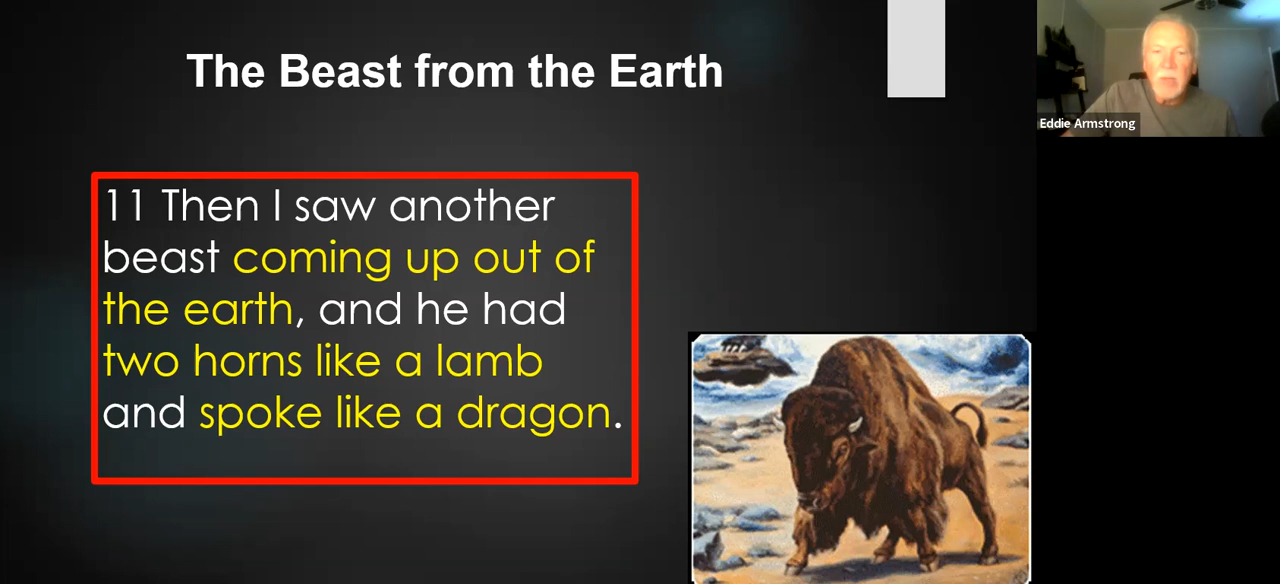 The Beast from the Earth
Eddie Armstrong
11 Then I saw another
beast coming up out of
the earth, and he had
two horns like a lamb
and spoke like a dragon.